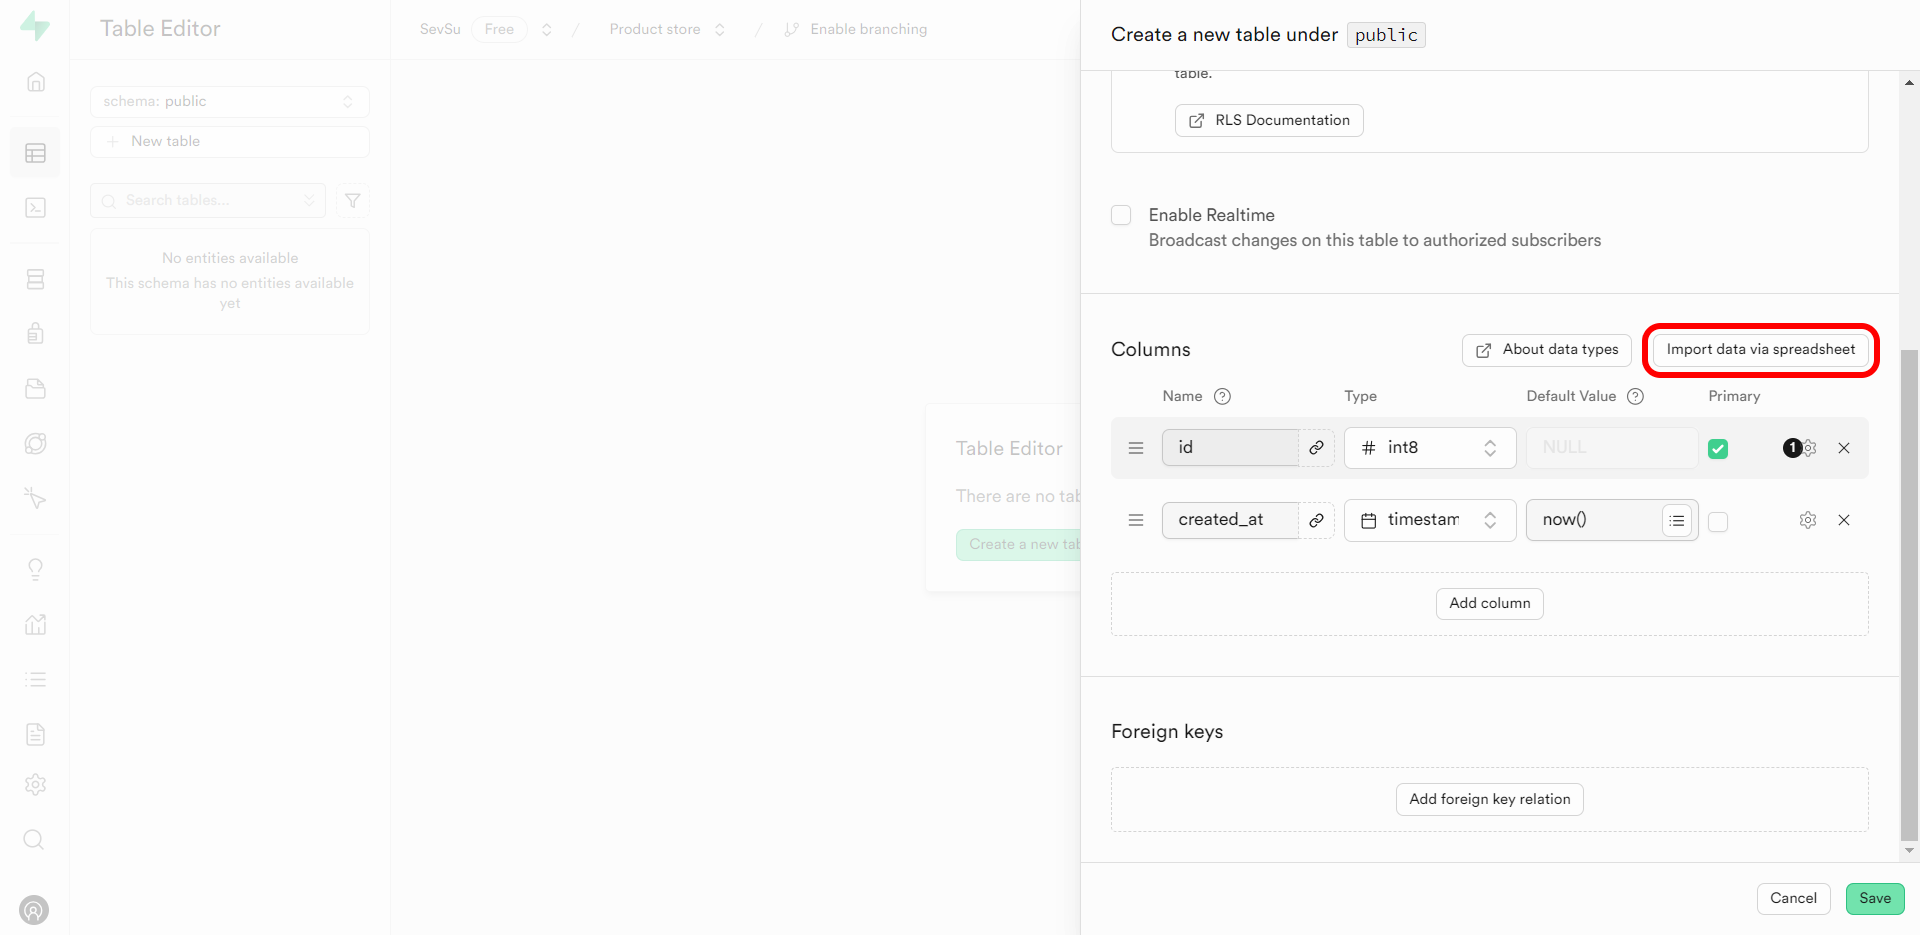 Table Editor
SevSu Free / Product store / Enable branching
schema: public
New table
Search tables...
No entities available
This schema has no entities available
yet
Table Editor
There are no tab
Create a new tab
Create a new table under public
table.
RLS Documentation
Enable Realtime
Broadcast changes on this table to authorized subscribers
Columns
About data types
Import data via spreadsheet
Name Type Default Value Primary
id # int8 NULL 1
created_at timestam now()
Add column
Foreign keys
Add foreign key relation
Cancel Save